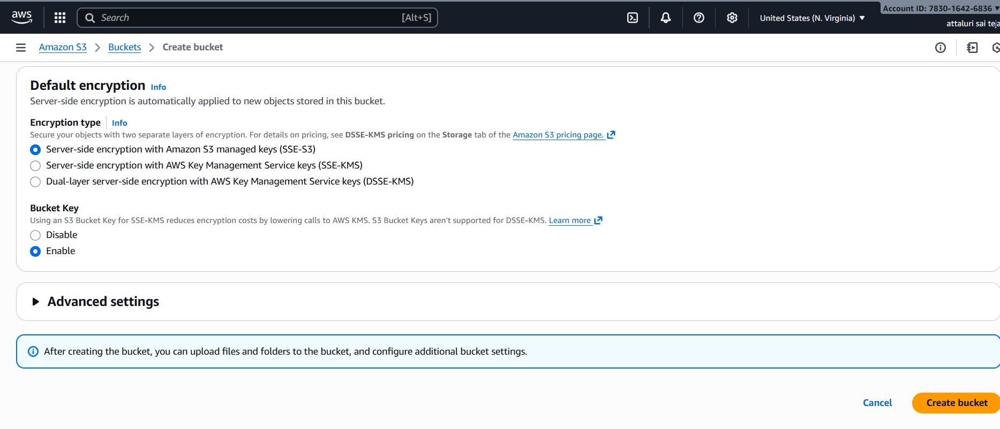 aws
Search [Alt+S]
United States (N. Virginia) ▼
Account ID: 7830-1642-6836 ▼
attaluri sai teja
Amazon S3 > Buckets > Create bucket
Default encryption Info
Server-side encryption is automatically applied to new objects stored in this bucket.
Encryption type Info
Secure your objects with two separate layers of encryption. For details on pricing, see DSSE-KMS pricing on the Storage tab of the Amazon S3 pricing page.
Server-side encryption with Amazon S3 managed keys (SSE-S3)
Server-side encryption with AWS Key Management Service keys (SSE-KMS)
Dual-layer server-side encryption with AWS Key Management Service keys (DSSE-KMS)
Bucket Key
Using an S3 Bucket Key for SSE-KMS reduces encryption costs by lowering calls to AWS KMS. S3 Bucket Keys aren't supported for DSSE-KMS. Learn more
Disable
Enable
Advanced settings
After creating the bucket, you can upload files and folders to the bucket, and configure additional bucket settings.
Cancel
Create bucket